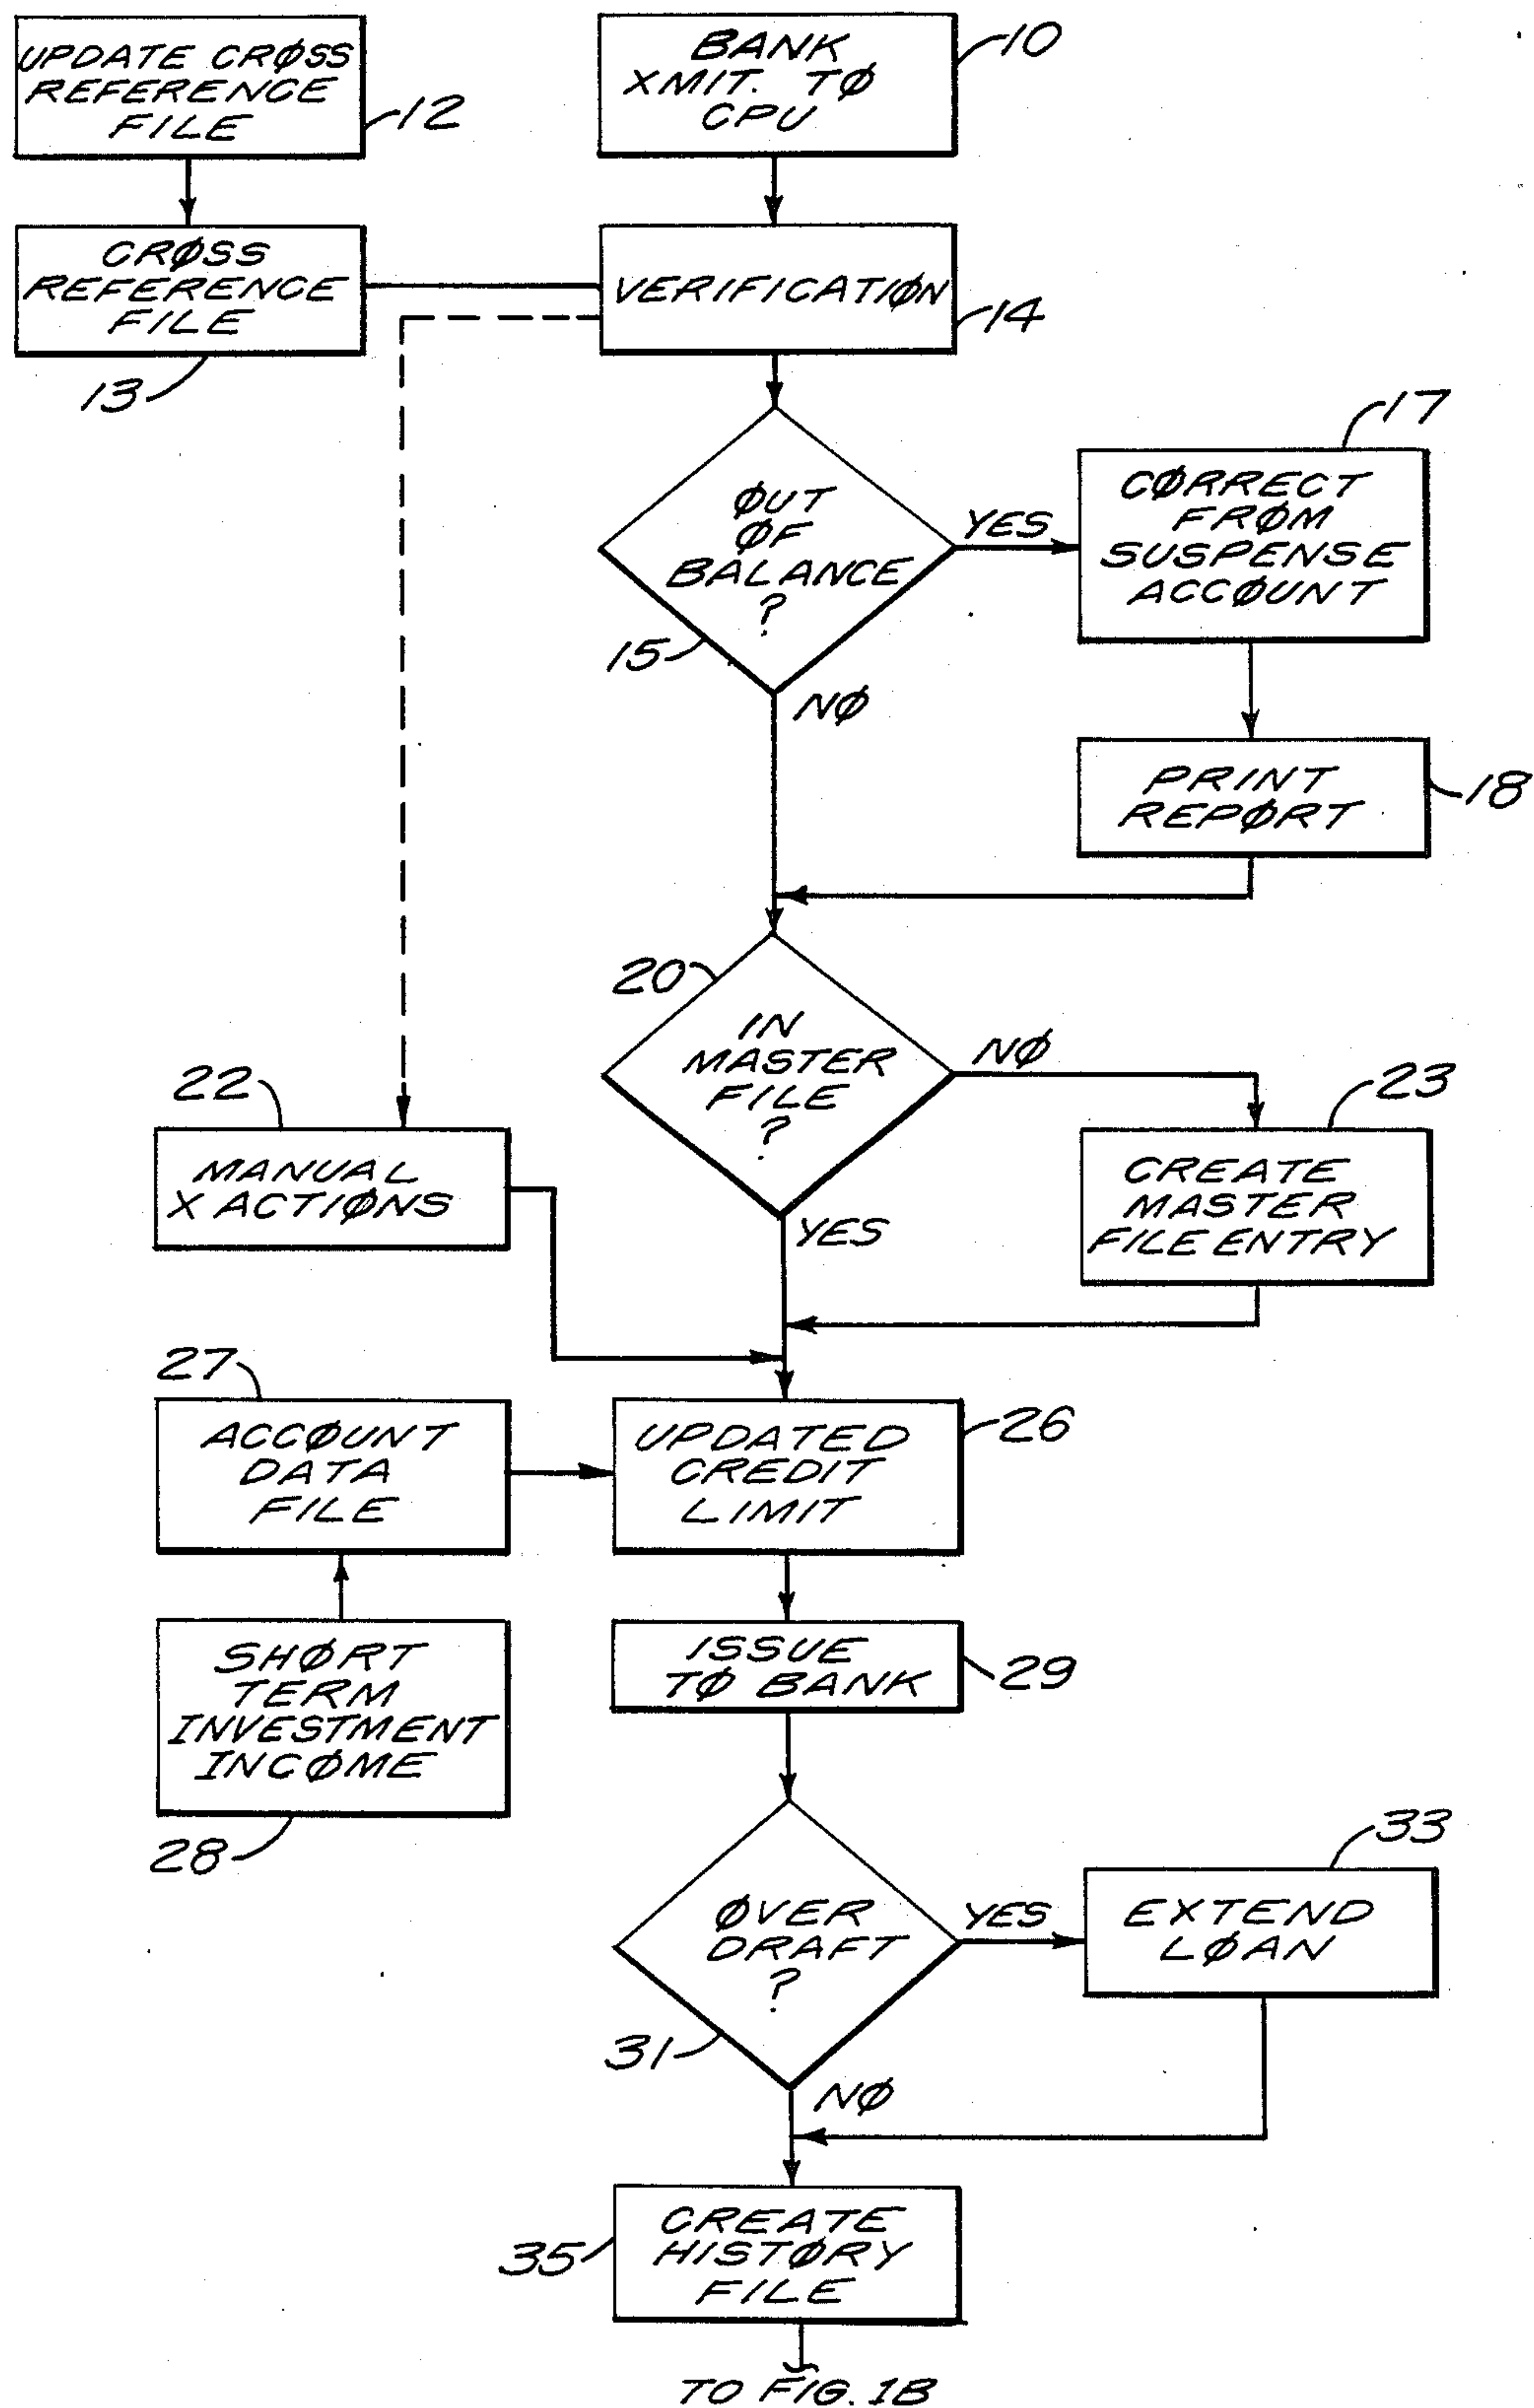 UPDATE CRØSS
REFERENCE
FILE
12
BANK
XMIT. TØ
CPU
10
CRØSS
REFERENCE
FILE
13
VERIFICATIØN
14
ØUT
ØF
BALANCE
?
15
YES
NØ
CØRRECT
FRØM
SUSPENSE
ACCØUNT
17
PRINT
REPØRT
18
20
IN
MASTER
FILE
?
NØ
YES
22
MANUAL
X ACTIØNS
23
CREATE
MASTER
FILE ENTRY
27
ACCØUNT
DATA
FILE
UPDATED
CREDIT
LIMIT
26
SHØRT
TERM
INVESTMENT
INCØME
28
ISSUE
TØ BANK
29
ØVER
DRAFT
?
31
YES
NØ
33
EXTEND
LØAN
CREATE
HISTØRY
FILE
35
TØ FIG. 1B